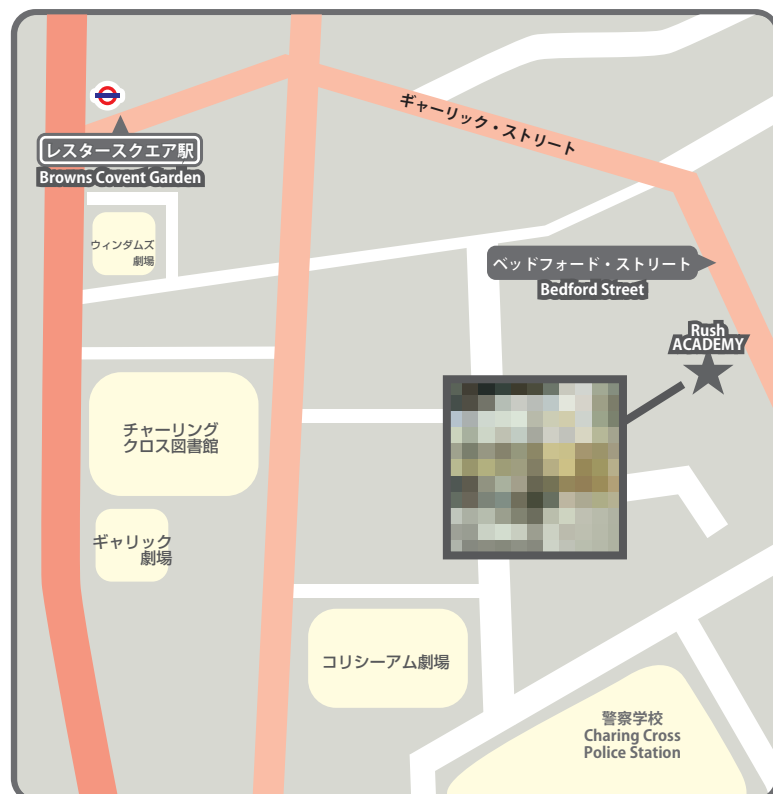 ギャーリック・ストリート
レスタースクエア駅
Browns Covent Garden
ウィンダムズ
劇場
ベッドフォード・ストリート
Bedford Street
Rush
ACADEMY
チャーリング
クロス図書館
ギャリック
劇場
コリシーアム劇場
警察学校
Charing Cross
Police Station